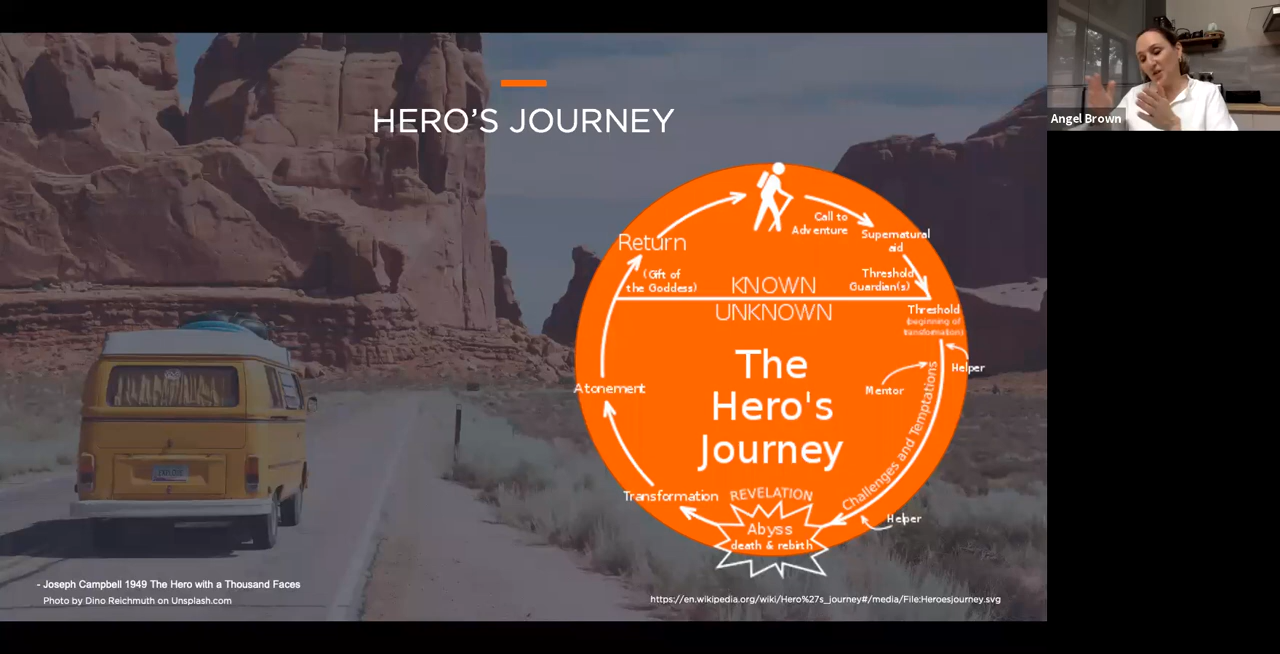 HERO'S JOURNEY
Call to
Adventure
Supernatural
aid
Return
(Gift of
the Goddess)
KNOWN
Threshold
Guardian(s)
UNKNOWN
Threshold
(beginning of
transformation)
The
Hero's
Journey
Helper
Mentor
Atonement
Challenges and Temptations
Transformation
REVELATION
Helper
Abyss
death & rebirth
- Joseph Campbell 1949 The Hero with a Thousand Faces
Photo by Dino Reichmuth on Unsplash.com
https://en.wikipedia.org/wiki/Hero%27s_journey#/media/File:Heroesjourney.svg
Angel Brown